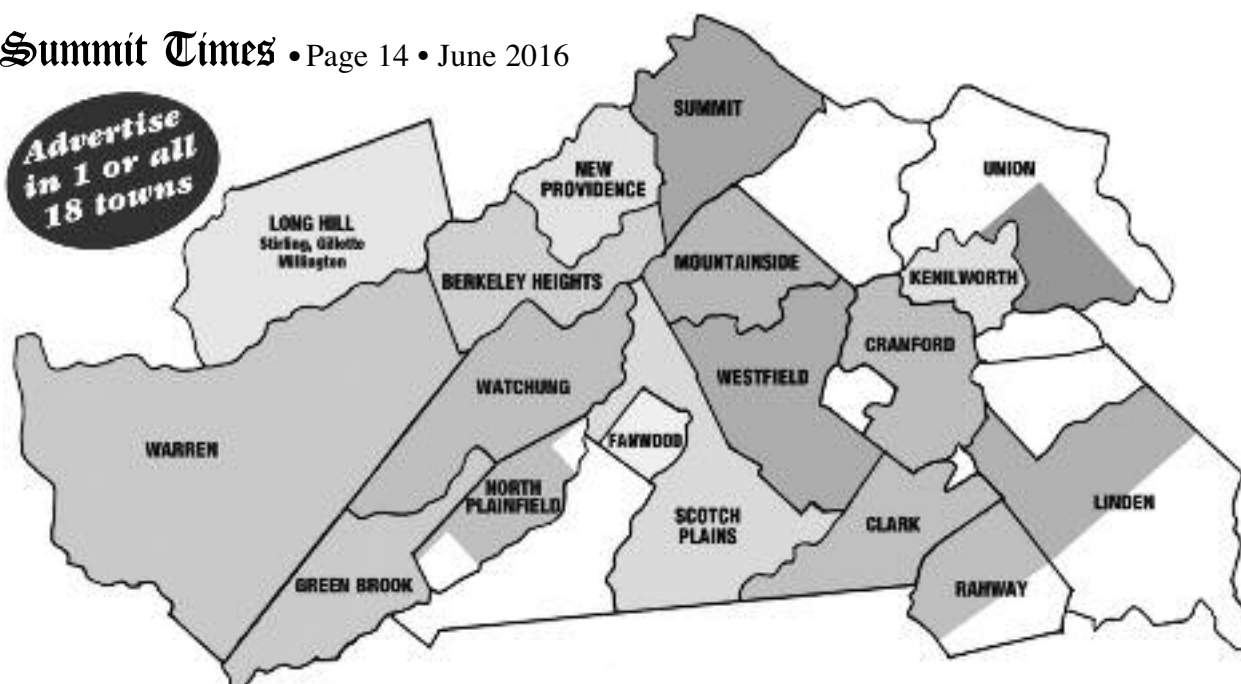 Summit Times • Page 14 • June 2016
Advertise
in 1 or all
18 towns
SUMMIT
NEW
PROVIDENCE
UNION
LONG HILL
Stirling, Gillette
Millington
BERKELEY HEIGHTS
MOUNTAINSIDE
KENILWORTH
CRANFORD
WATCHUNG
WESTFIELD
WARREN
FANWOOD
NORTH
PLAINFIELD
SCOTCH
PLAINS
CLARK
LINDEN
GREEN BROOK
RAHWAY